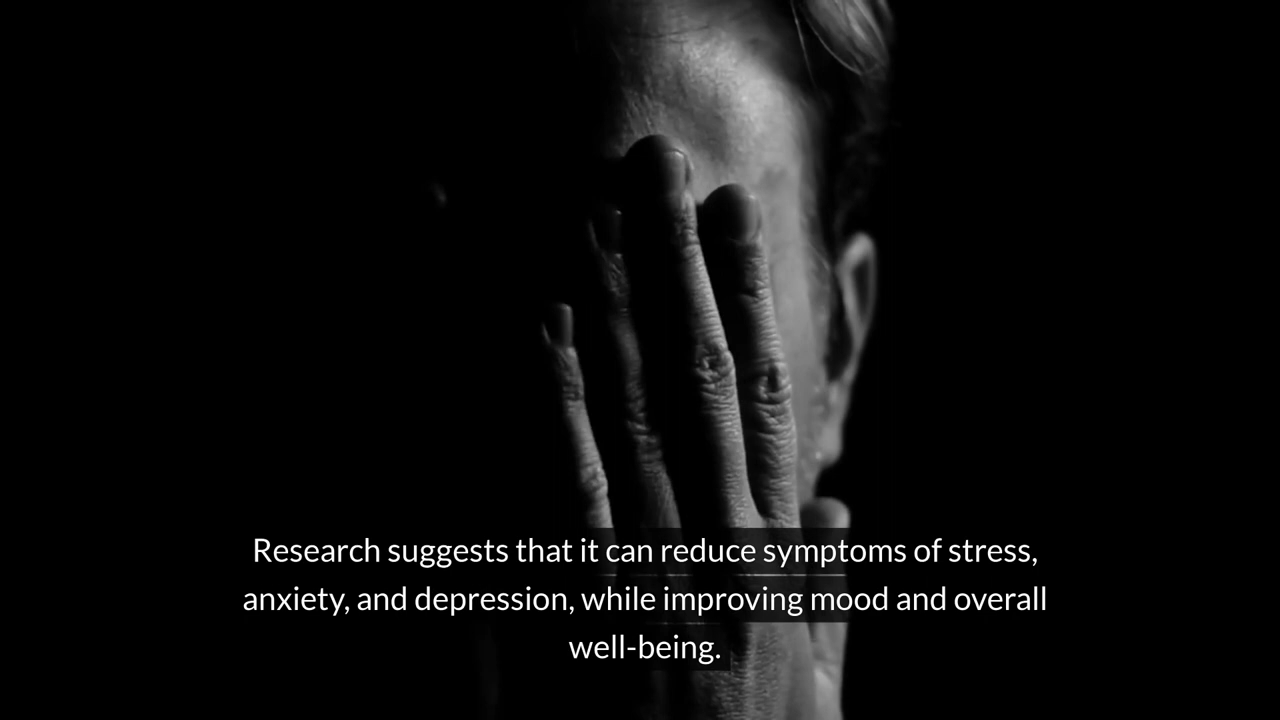 Research suggests that it can reduce symptoms of stress,
anxiety, and depression, while improving mood and overall
well-being.